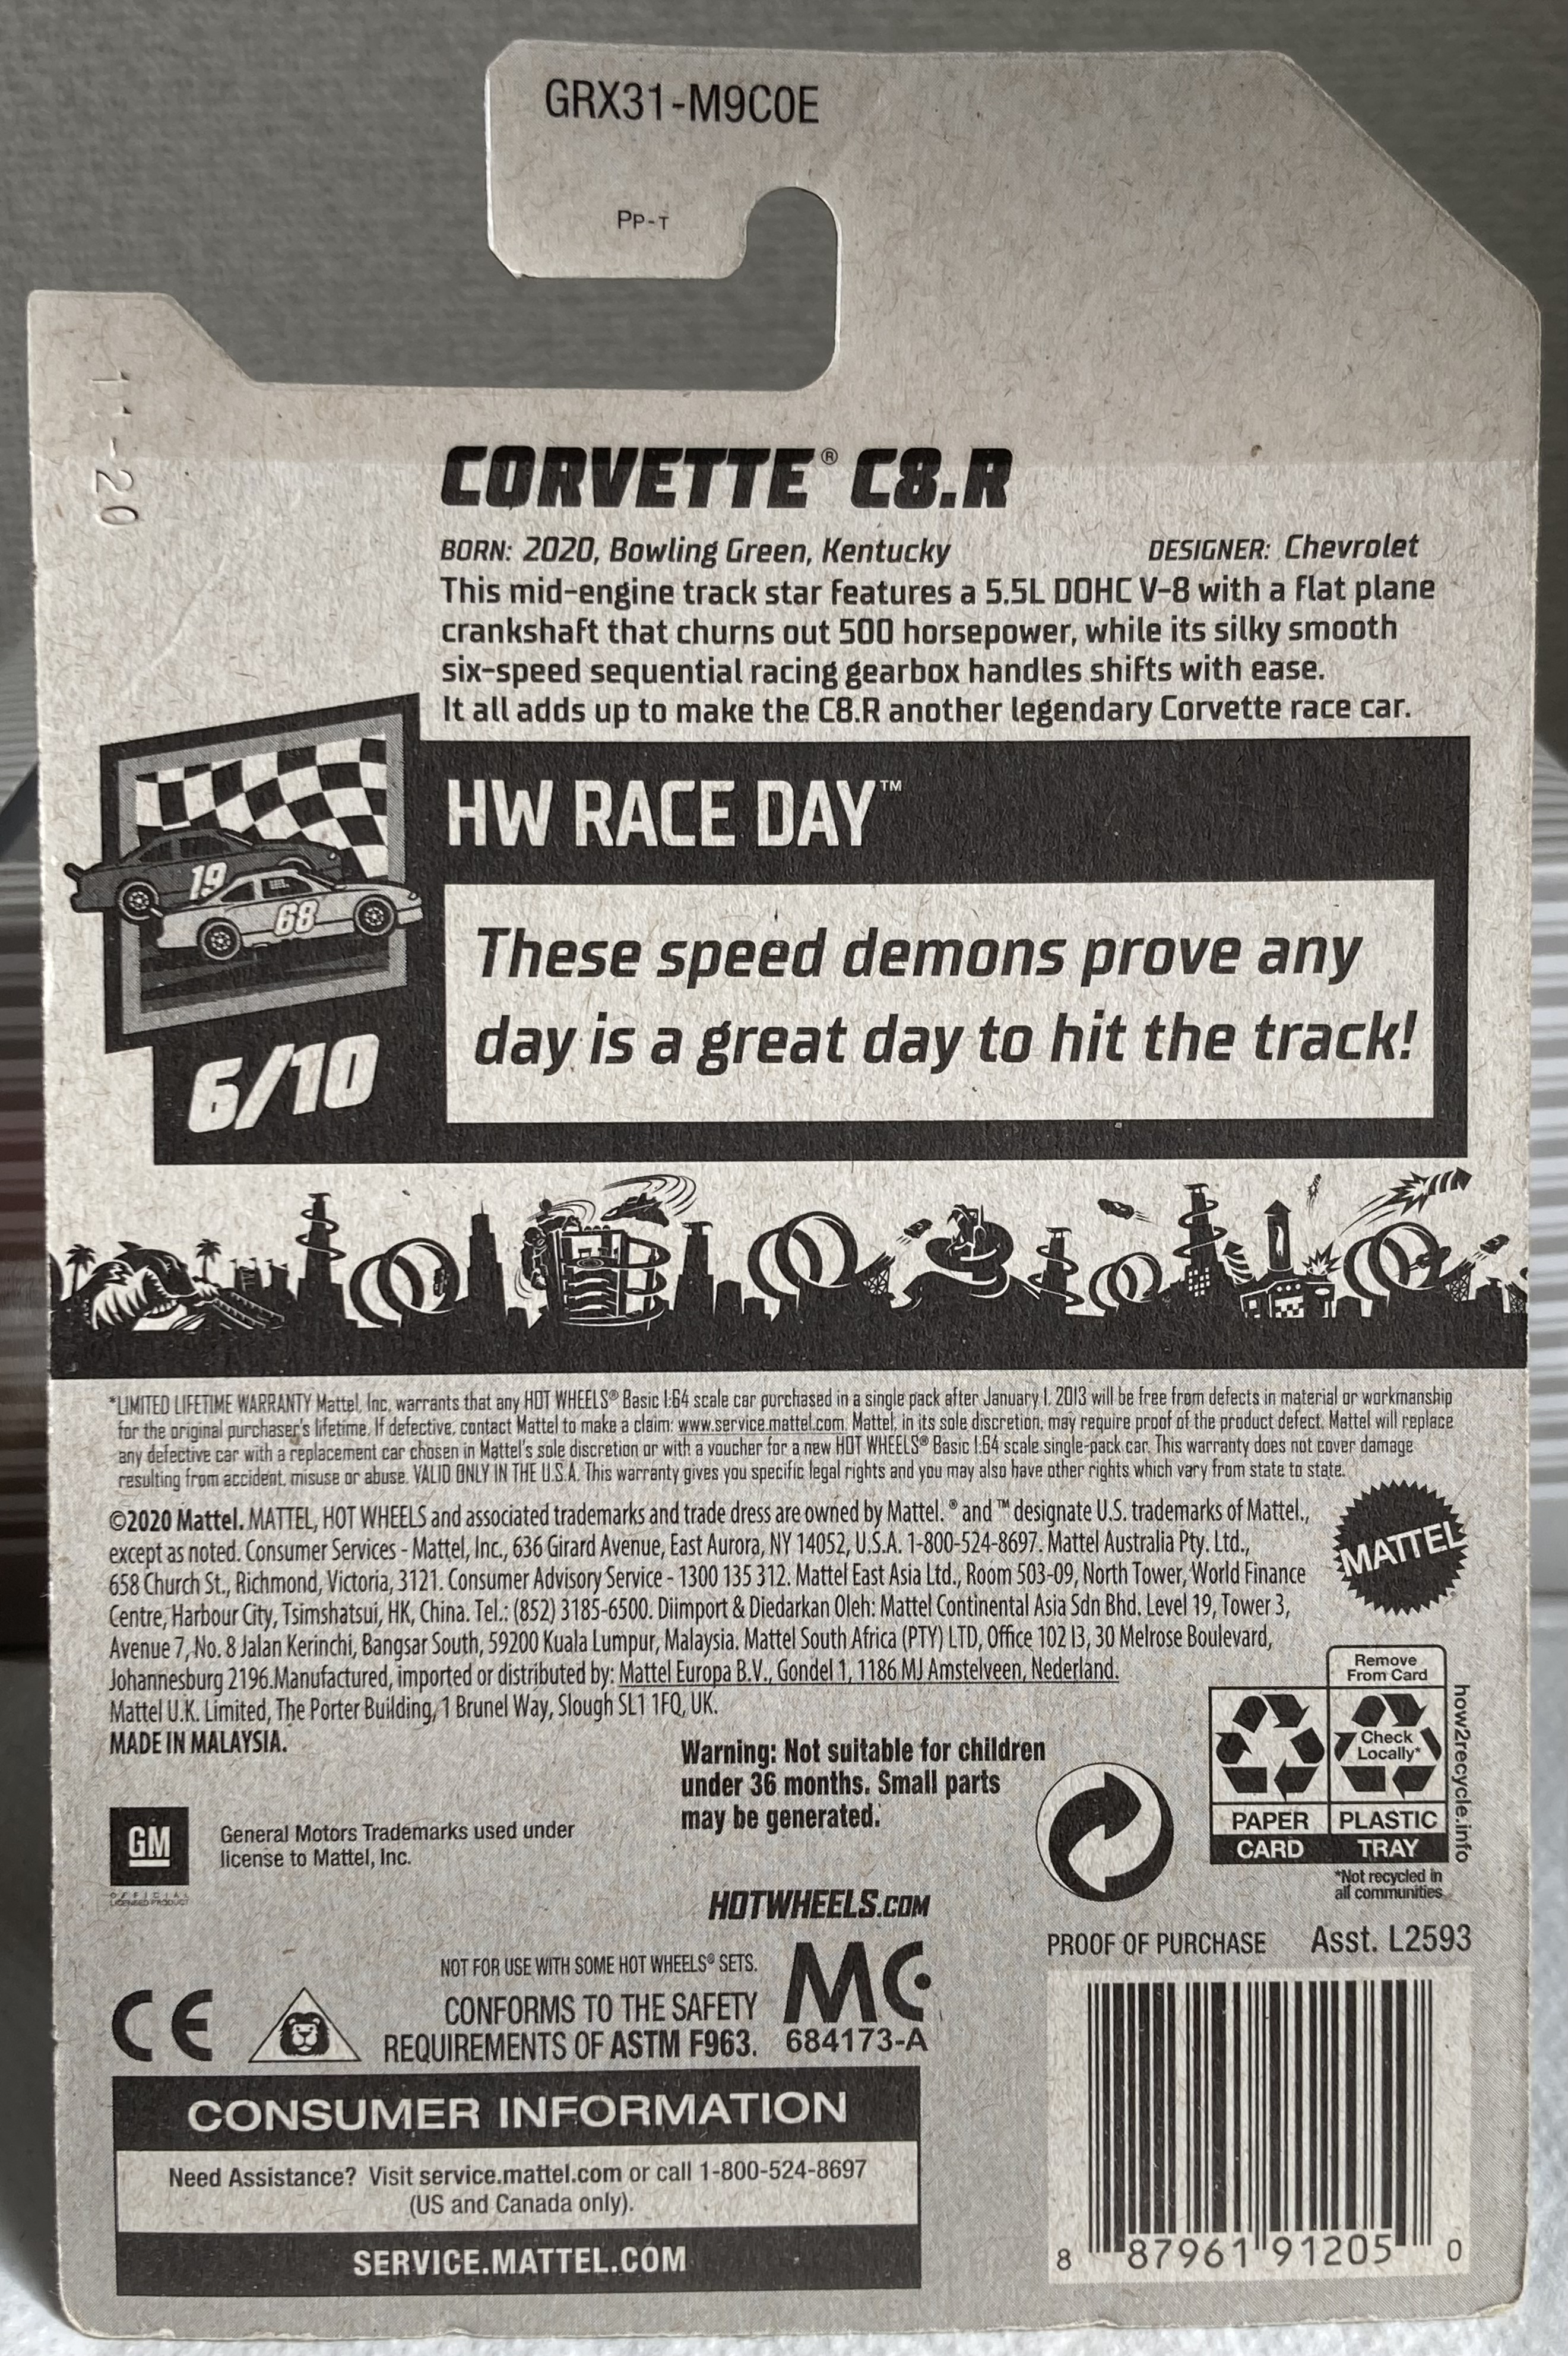 GRX31-M9C0E
PP-T
11-20
CORVETTE® C8.R
BORN: 2020, Bowling Green, Kentucky DESIGNER: Chevrolet
This mid-engine track star features a 5.5L DOHC V-8 with a flat plane
crankshaft that churns out 500 horsepower, while its silky smooth
six-speed sequential racing gearbox handles shifts with ease.
It all adds up to make the C8.R another legendary Corvette race car.
HW RACE DAY™
19
68
These speed demons prove any
day is a great day to hit the track!
6/10
*LIMITED LIFETIME WARRANTY Mattel, Inc. warrants that any HOT WHEELS® Basic 1:64 scale car purchased in a single pack after January 1, 2013 will be free from defects in material or workmanship
for the original purchaser's lifetime. If defective, contact Mattel to make a claim: www.service.mattel.com. Mattel, in its sole discretion, may require proof of the product defect. Mattel will replace
any defective car with a replacement car chosen in Mattel's sole discretion or with a voucher for a new HOT WHEELS® Basic 1:64 scale single-pack car. This warranty does not cover damage
resulting from accident, misuse or abuse. VALID ONLY IN THE U.S.A. This warranty gives you specific legal rights and you may also have other rights which vary from state to state.
©2020 Mattel. MATTEL, HOT WHEELS and associated trademarks and trade dress are owned by Mattel. ® and ™ designate U.S. trademarks of Mattel.,
except as noted. Consumer Services - Mattel, Inc., 636 Girard Avenue, East Aurora, NY 14052, U.S.A. 1-800-524-8697. Mattel Australia Pty. Ltd.,
658 Church St., Richmond, Victoria, 3121. Consumer Advisory Service - 1300 135 312. Mattel East Asia Ltd., Room 503-09, North Tower, World Finance
Centre, Harbour City, Tsimshatsui, HK, China. Tel.: (852) 3185-6500. Diimport & Diedarkan Oleh: Mattel Continental Asia Sdn Bhd. Level 19, Tower 3,
Avenue 7, No. 8 Jalan Kerinchi, Bangsar South, 59200 Kuala Lumpur, Malaysia. Mattel South Africa (PTY) LTD, Office 102 I3, 30 Melrose Boulevard,
Johannesburg 2196.Manufactured, imported or distributed by: Mattel Europa B.V., Gondel 1, 1186 MJ Amstelveen, Nederland.
Mattel U.K. Limited, The Porter Building, 1 Brunel Way, Slough SL1 1FQ, UK.
MADE IN MALAYSIA.
MATTEL
Remove
From Card
Check
Locally*
PAPER PLASTIC
CARD TRAY
how2recycle.info
*Not recycled in
all communities
Warning: Not suitable for children
under 36 months. Small parts
may be generated.
GM
OFFICIAL
LICENSED PRODUCT
General Motors Trademarks used under
license to Mattel, Inc.
HOTWHEELS.COM
PROOF OF PURCHASE Asst. L2593
NOT FOR USE WITH SOME HOT WHEELS® SETS.
CONFORMS TO THE SAFETY
REQUIREMENTS OF ASTM F963.
CE
MC
684173-A
CONSUMER INFORMATION
Need Assistance? Visit service.mattel.com or call 1-800-524-8697
(US and Canada only).
SERVICE.MATTEL.COM
8 87961 91205 0